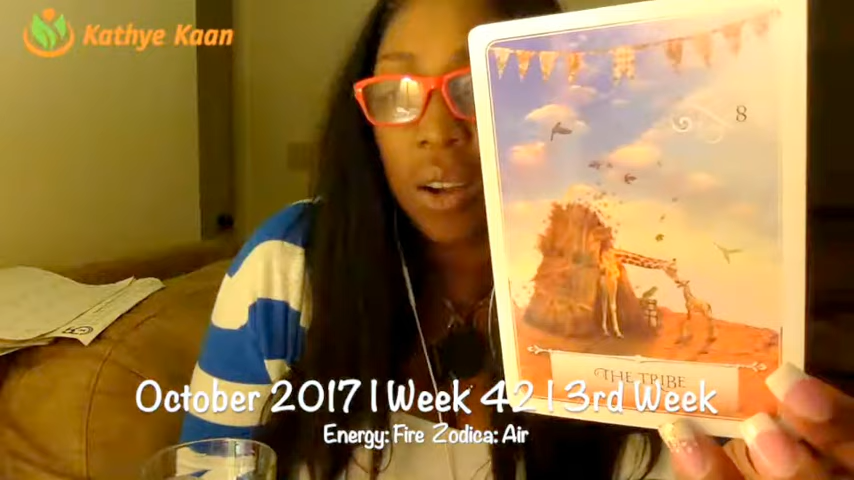 Kathye Kaan
8
THE TRIBE
October 2017 | Week 42 | 3rd Week
Energy: Fire Zodica: Air